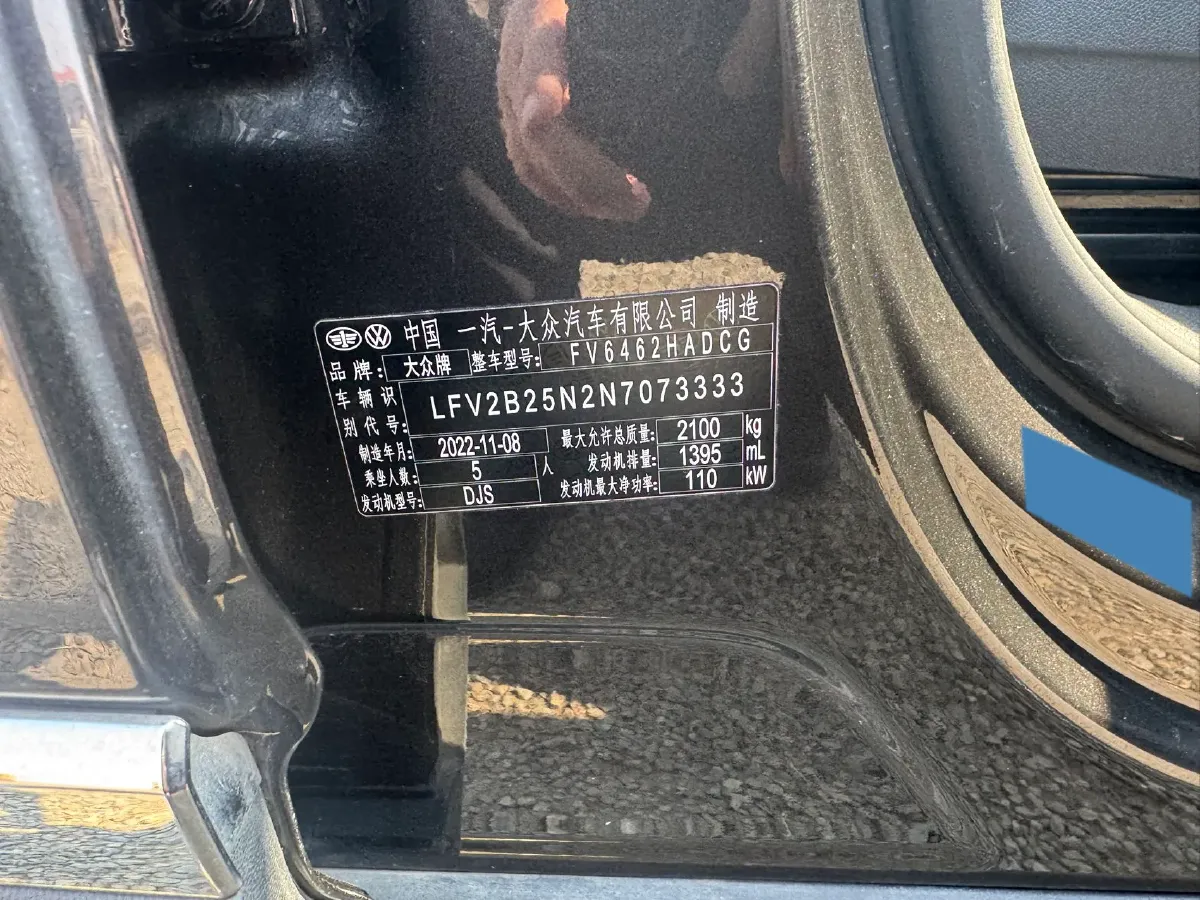 中国 一汽-大众汽车有限公司 制造
品牌: 大众牌 整车型号: FV6462HADCG
车辆识别代号: LFV2B25N2N7073333
制造年月: 2022-11-08 最大允许总质量: 2100 kg
乘坐人数: 5 人 发动机排量: 1395 mL
发动机型号: DJS 发动机最大净功率: 110 kW